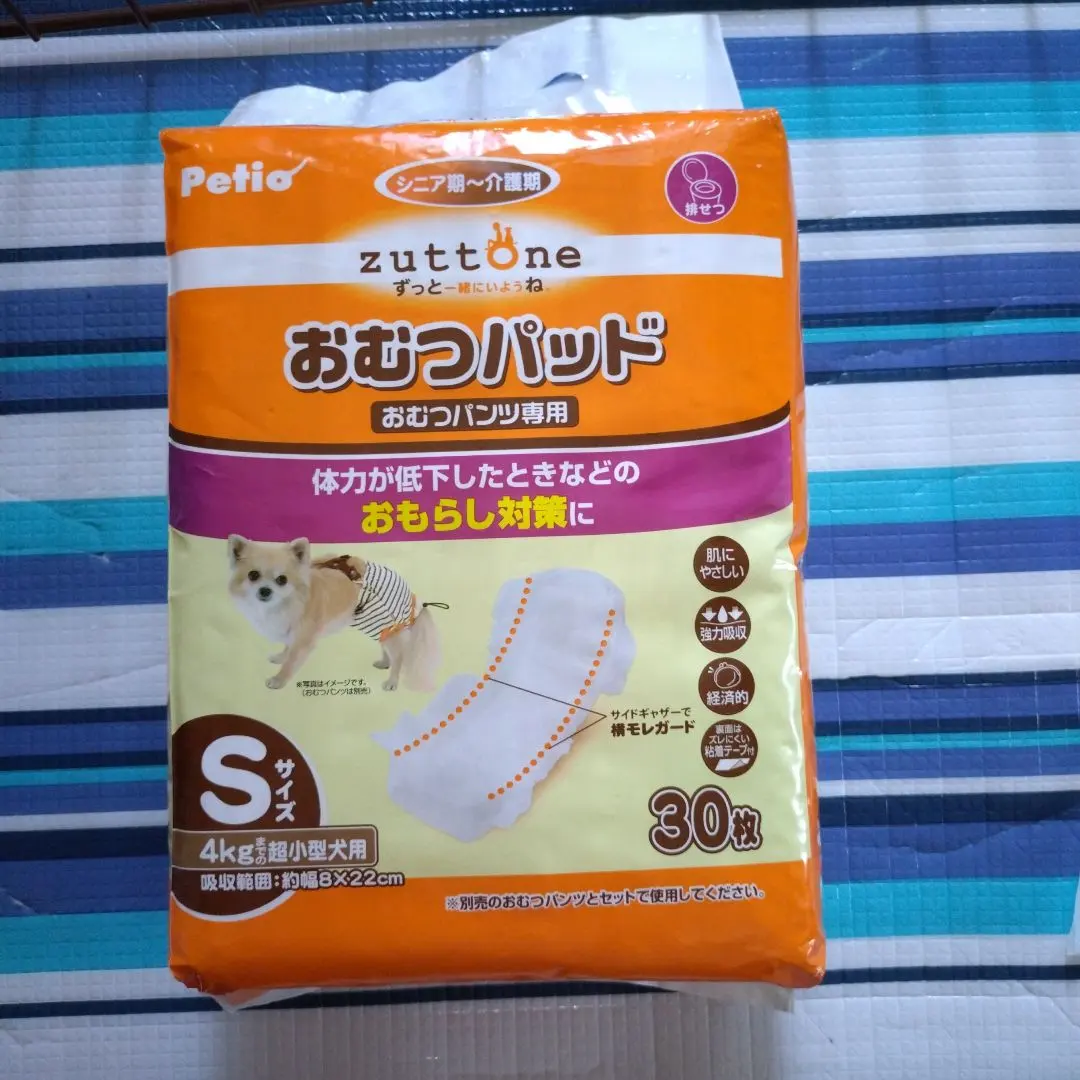 Petio
シニア期〜介護期
排せつ
zuttone
ずっと一緒にいようね。
おむつパッド
おむつパンツ専用
体力が低下したときなどの
おもらし対策に
肌に
やさしい
強力吸収
経済的
裏面は
ズレにくい
粘着テープ付
※写真はイメージです。
(おむつパンツは別売)
サイドギャザーで
横モレガード
Sサイズ
4kgまでの超小型犬用
吸収範囲:約幅8×22cm
30枚
※別売のおむつパンツとセットで使用してください。